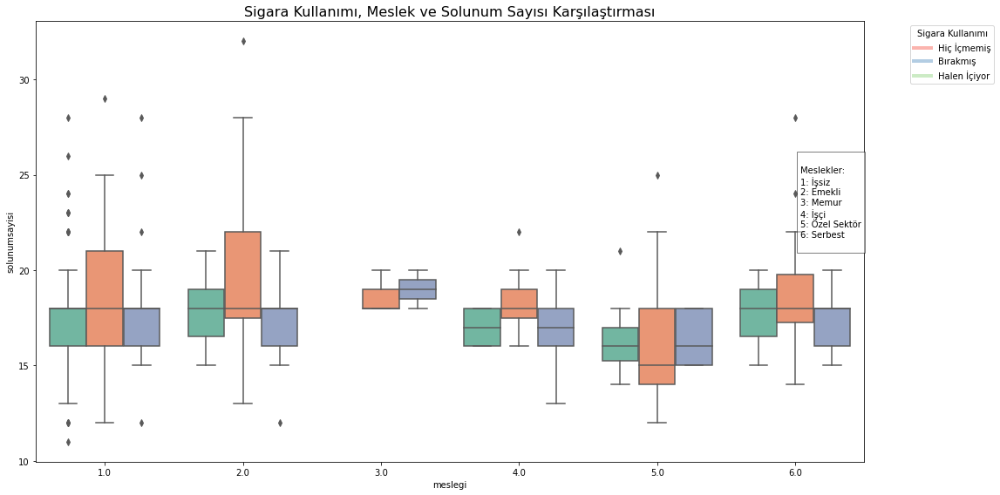 Sigara Kullanımı, Meslek ve Solunum Sayısı Karşılaştırması
Sigara Kullanımı
Hiç İçmemiş
Bırakmış
Halen İçiyor
solunumsayisi
30
25
20
15
10
Meslekler:
1: İşsiz
2: Emekli
3: Memur
4: İşçi
5: Özel Sektör
6: Serbest
1.0 2.0 3.0 4.0 5.0 6.0
meslegi